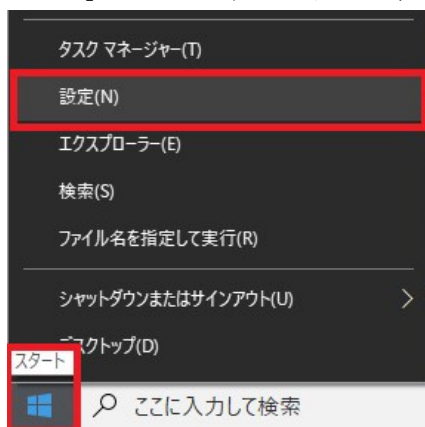 タスク マネージャー(T)
設定(N)
エクスプローラー(E)
検索(S)
ファイル名を指定して実行(R)
シャットダウンまたはサインアウト(U)
デスクトップ(D)
スタート
ここに入力して検索